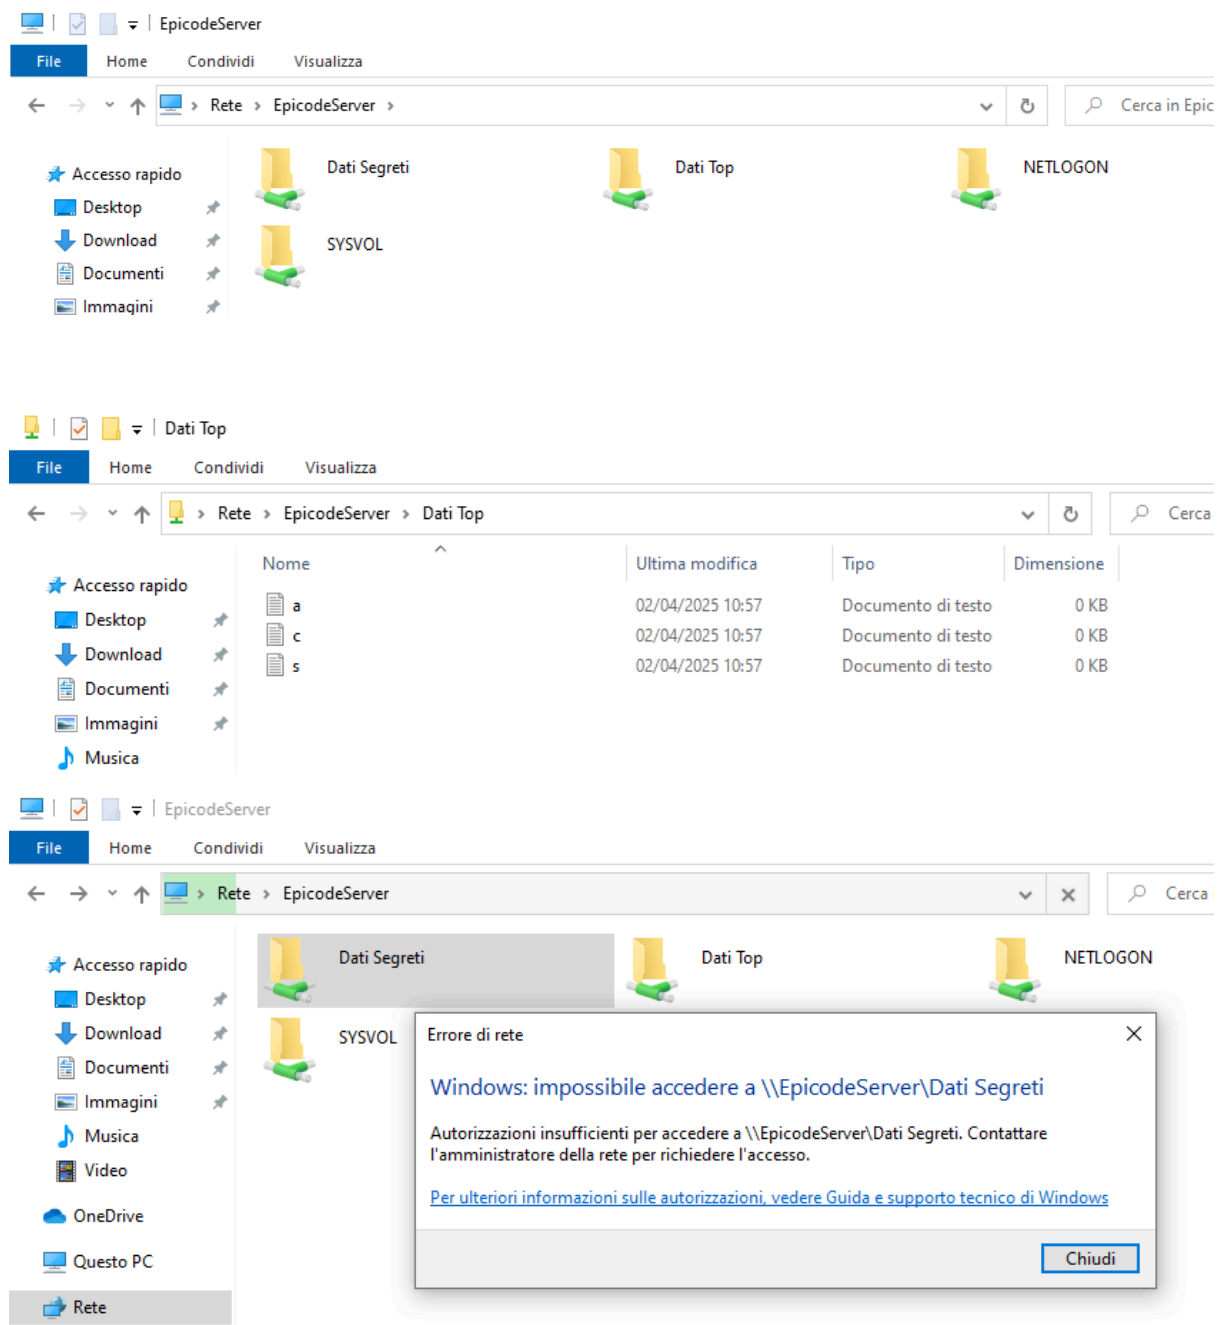 EpicodeServer
File Home Condividi Visualizza
Rete > EpicodeServer >
Cerca in Epic
Accesso rapido
Desktop
Download
Documenti
Immagini
Dati Segreti
Dati Top
NETLOGON
SYSVOL
Dati Top
File Home Condividi Visualizza
Rete > EpicodeServer > Dati Top
Cerca
Accesso rapido
Desktop
Download
Documenti
Immagini
Musica
Nome Ultima modifica Tipo Dimensione
a 02/04/2025 10:57 Documento di testo 0 KB
c 02/04/2025 10:57 Documento di testo 0 KB
s 02/04/2025 10:57 Documento di testo 0 KB
EpicodeServer
File Home Condividi Visualizza
Rete > EpicodeServer
Cerca
Accesso rapido
Desktop
Download
Documenti
Immagini
Musica
Video
OneDrive
Questo PC
Rete
Dati Segreti
Dati Top
NETLOGON
SYSVOL
Errore di rete
Windows: impossibile accedere a \\EpicodeServer\Dati Segreti
Autorizzazioni insufficienti per accedere a \\EpicodeServer\Dati Segreti. Contattare
l'amministratore della rete per richiedere l'accesso.
Per ulteriori informazioni sulle autorizzazioni, vedere Guida e supporto tecnico di Windows
Chiudi